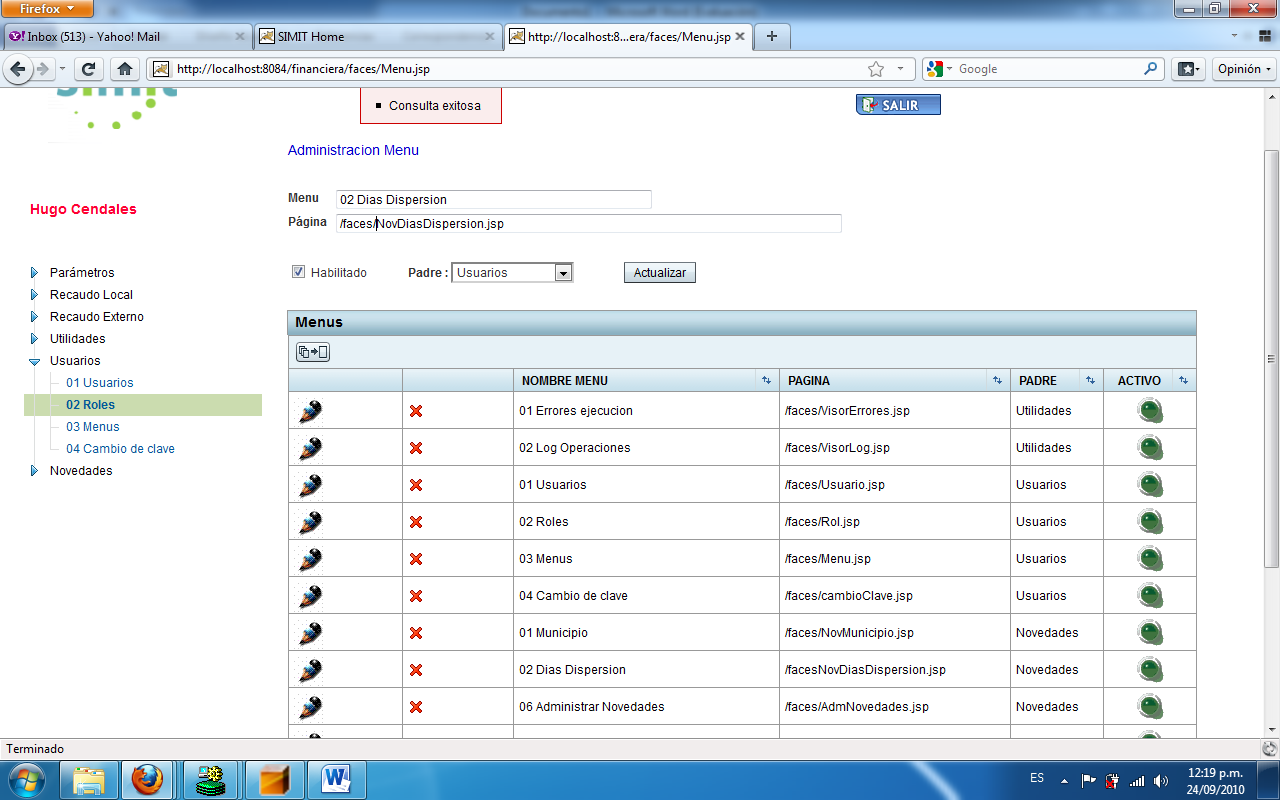 Firefox
Inbox (513) - Yahoo! Mail
SIMIT Home
http://localhost:8...era/faces/Menu.jsp
http://localhost:8084/financiera/faces/Menu.jsp
Google
Opinión
simit
Consulta exitosa
SALIR
Administracion Menu
Hugo Cendales
Menu 02 Dias Dispersion
Página /faces/NovDiasDispersion.jsp
Habilitado Padre : Usuarios Actualizar
Parámetros
Recaudo Local
Recaudo Externo
Utilidades
Usuarios
01 Usuarios
02 Roles
03 Menus
04 Cambio de clave
Novedades
Menus
NOMBRE MENU PAGINA PADRE ACTIVO
01 Errores ejecucion /faces/VisorErrores.jsp Utilidades
02 Log Operaciones /faces/VisorLog.jsp Utilidades
01 Usuarios /faces/Usuario.jsp Usuarios
02 Roles /faces/Rol.jsp Usuarios
03 Menus /faces/Menu.jsp Usuarios
04 Cambio de clave /faces/cambioClave.jsp Usuarios
01 Municipio /faces/NovMunicipio.jsp Novedades
02 Dias Dispersion /facesNovDiasDispersion.jsp Novedades
06 Administrar Novedades /faces/AdmNovedades.jsp Novedades
Terminado
ES
12:19 p.m.
24/09/2010